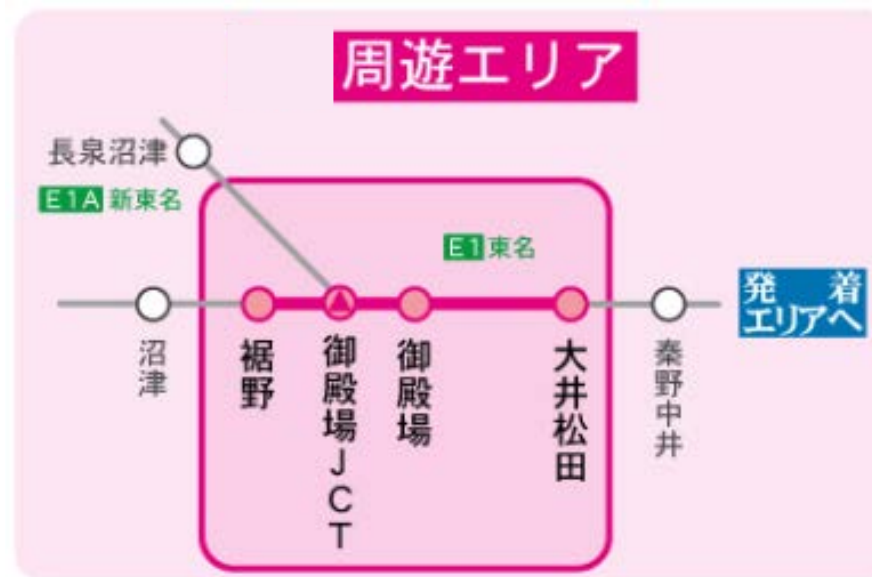 周遊エリア
長泉沼津
E1A 新東名
E1 東名
発着
エリアへ
沼津
裾野
御殿場JCT
御殿場
大井松田
秦野中井